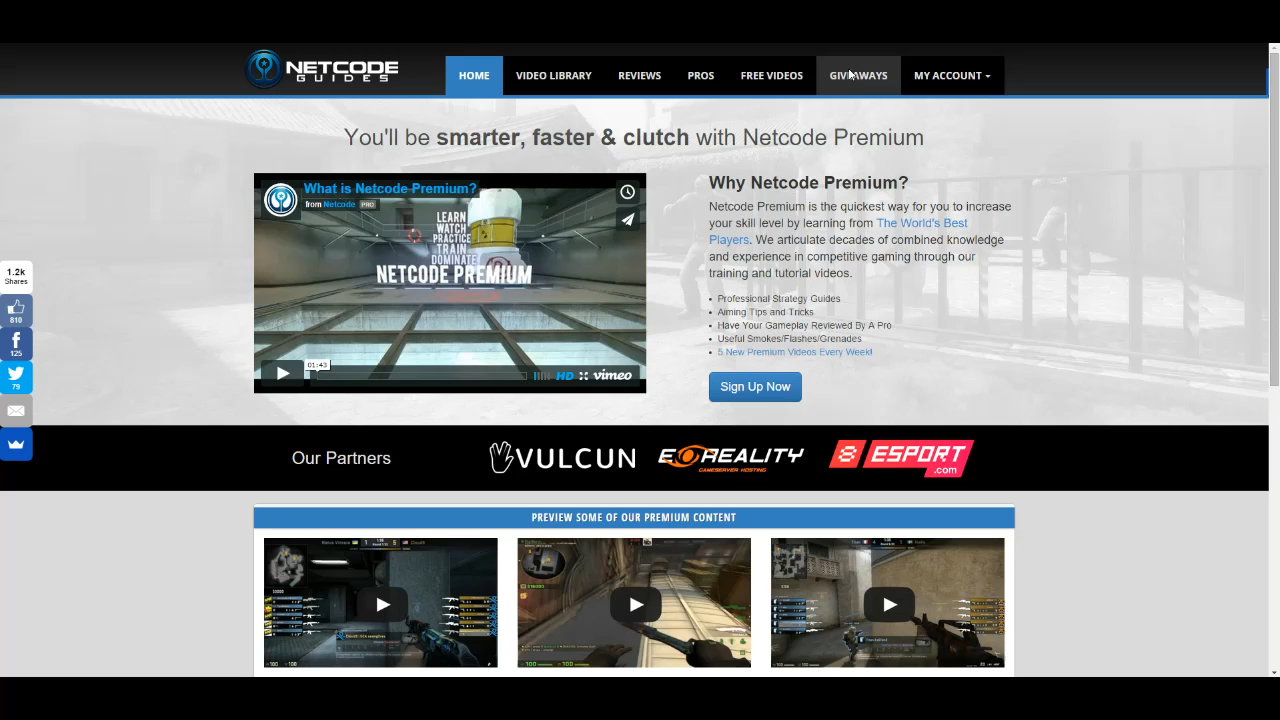 NETCODE
GUIDES
HOME VIDEO LIBRARY REVIEWS PROS FREE VIDEOS GIVEAWAYS MY ACCOUNT
You'll be smarter, faster & clutch with Netcode Premium
What is Netcode Premium?
from Netcode PRO
LEARN
WATCH
PRACTICE
TRAIN
DOMINATE
NETCODE PREMIUM
01:43
HD vimeo
Why Netcode Premium?
Netcode Premium is the quickest way for you to increase
your skill level by learning from The World's Best
Players. We articulate decades of combined knowledge
and experience in competitive gaming through our
training and tutorial videos.
• Professional Strategy Guides
• Aiming Tips and Tricks
• Have Your Gameplay Reviewed By A Pro
• Useful Smokes/Flashes/Grenades
• 5 New Premium Videos Every Week!
Sign Up Now
1.2k
Shares
810
125
79
Our Partners
VULCUN
EOREALITY
GAMESERVER HOSTING
8 ESPORT
.com
PREVIEW SOME OF OUR PREMIUM CONTENT